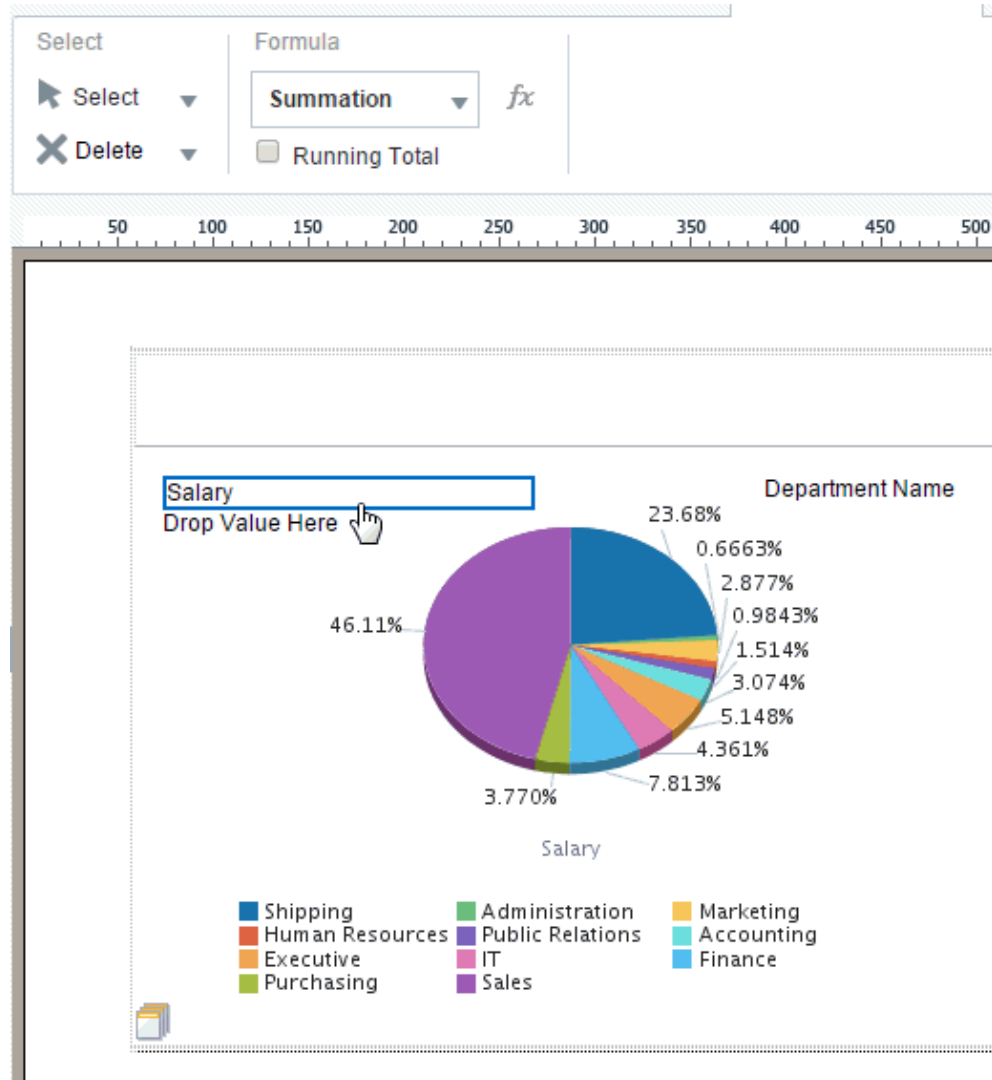 Select Formula
Select Summation fx
Delete Running Total
50 100 150 200 250 300 350 400 450 500
Salary Department Name
Drop Value Here
23.68%
0.6663%
2.877%
0.9843%
46.11%
1.514%
3.074%
5.148%
4.361%
7.813%
3.770%
Salary
Shipping Administration Marketing
Human Resources Public Relations Accounting
Executive IT Finance
Purchasing Sales